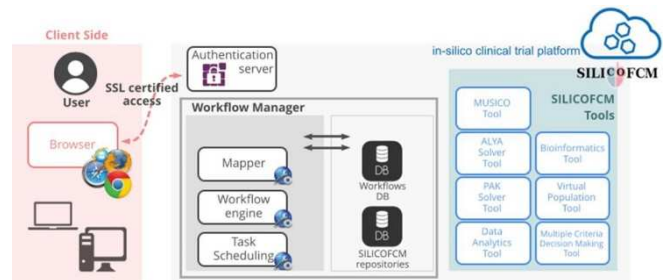 Client Side
User
SSL certified
access
Browser
Authentication
server
Workflow Manager
Mapper
Workflow
engine
Task
Scheduling
DB
Workflows
DB
DB
SILICOFCM
repositories
in-silico clinical trial platform
SILICOFCM
SILICOFCM
Tools
MUSICO
Tool
ALYA
Solver
Tool
Bioinformatics
Tool
PAK
Solver
Tool
Virtual
Population
Tool
Data
Analytics
Tool
Multiple Criteria
Decision Making
Tool